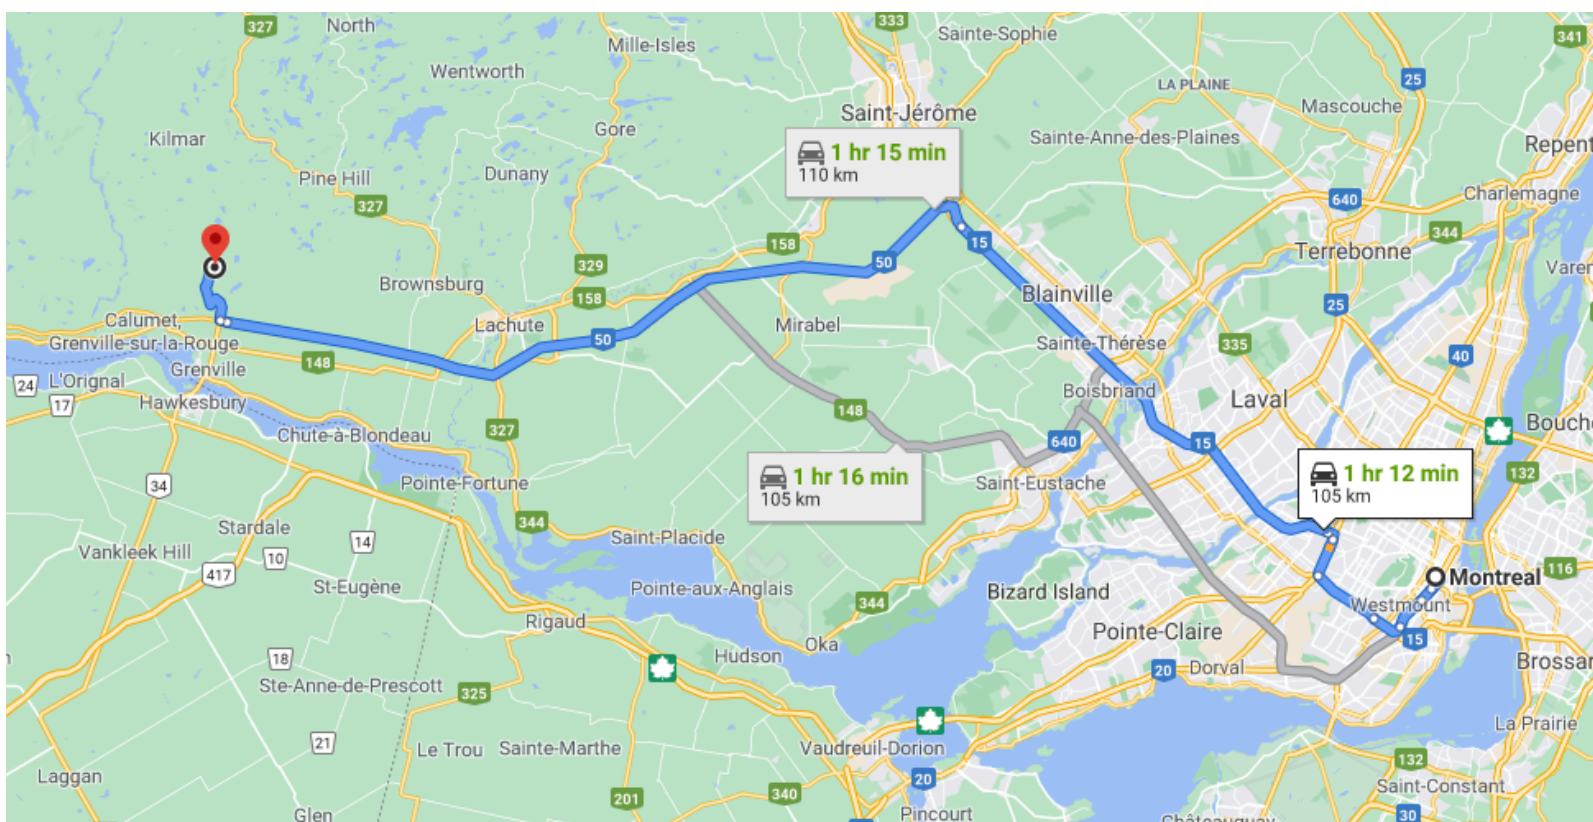 327
North
333
Sainte-Sophie
341
Mille-Isles
Wentworth
LA PLAINE
25
Mascouche
Saint-Jérôme
Kilmar
Gore
Sainte-Anne-des-Plaines
Repent
1 hr 15 min
110 km
Pine Hill
Dunany
327
640
Charlemagne
158
15
344
Terrebonne
50
329
Varen
Brownsburg
158
Blainville
25
Calumet,
Grenville-sur-la-Rouge
Lachute
50
Mirabel
Sainte-Thérèse
335
40
148
Grenville
24
L'Orignal
17
Hawkesbury
Boisbriand
Laval
148
Chute-à-Blondeau
327
640
15
Bouche
34
Pointe-Fortune
1 hr 16 min
105 km
Saint-Eustache
1 hr 12 min
105 km
132
Stardale
344
Vankleek Hill
10
14
Saint-Placide
417
St-Eugène
Pointe-aux-Anglais
Bizard Island
Montreal
116
344
Westmount
Rigaud
Oka
Pointe-Claire
15
18
Hudson
20
Dorval
Brossar
Ste-Anne-de-Prescott
325
21
Le Trou
Sainte-Marthe
Vaudreuil-Dorion
La Prairie
Laggan
20
132
Saint-Constant
201
340
Glen
Pincourt
Châteauguay
30